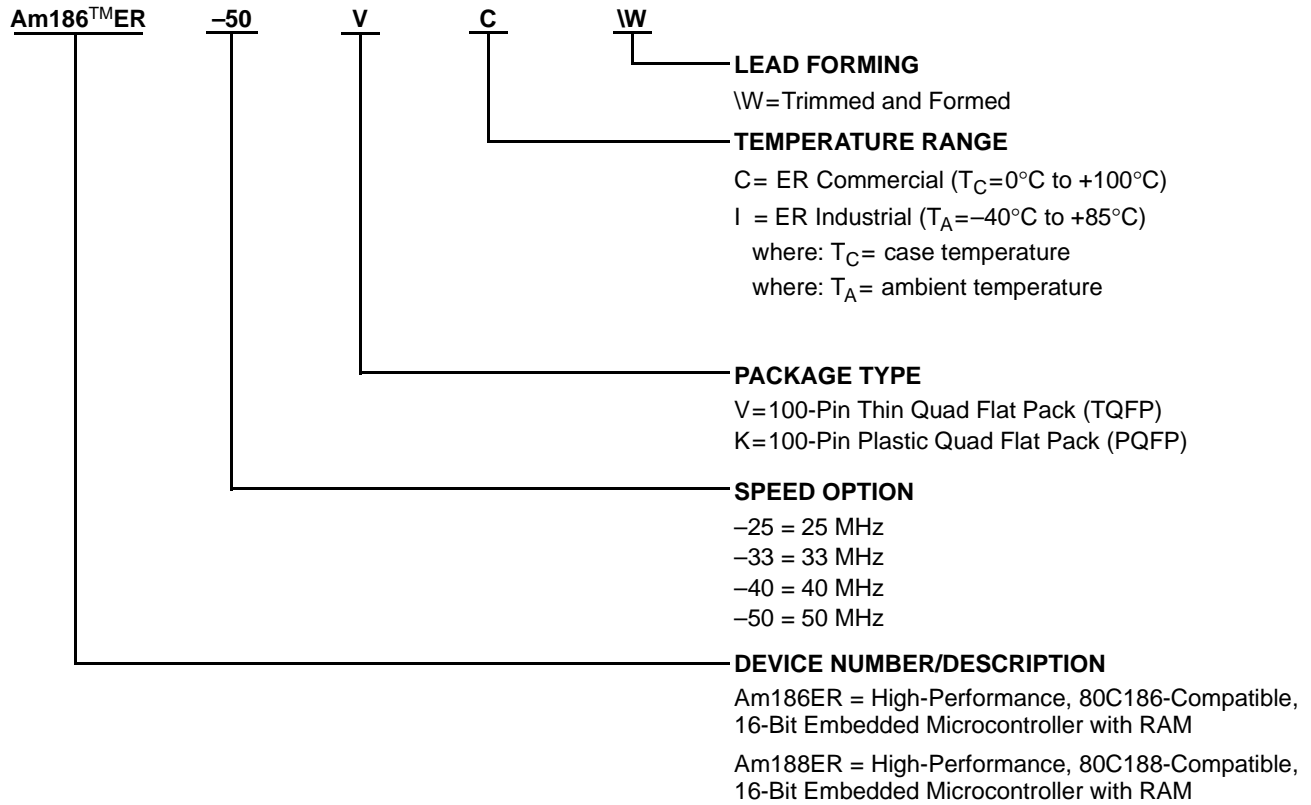 Am186TMER –50 V C \W
LEAD FORMING
\W=Trimmed and Formed
TEMPERATURE RANGE
C= ER Commercial (TC=0°C to +100°C)
I = ER Industrial (TA=–40°C to +85°C)
where: TC= case temperature
where: TA= ambient temperature
PACKAGE TYPE
V=100-Pin Thin Quad Flat Pack (TQFP)
K=100-Pin Plastic Quad Flat Pack (PQFP)
SPEED OPTION
–25 = 25 MHz
–33 = 33 MHz
–40 = 40 MHz
–50 = 50 MHz
DEVICE NUMBER/DESCRIPTION
Am186ER = High-Performance, 80C186-Compatible,
16-Bit Embedded Microcontroller with RAM
Am188ER = High-Performance, 80C188-Compatible,
16-Bit Embedded Microcontroller with RAM